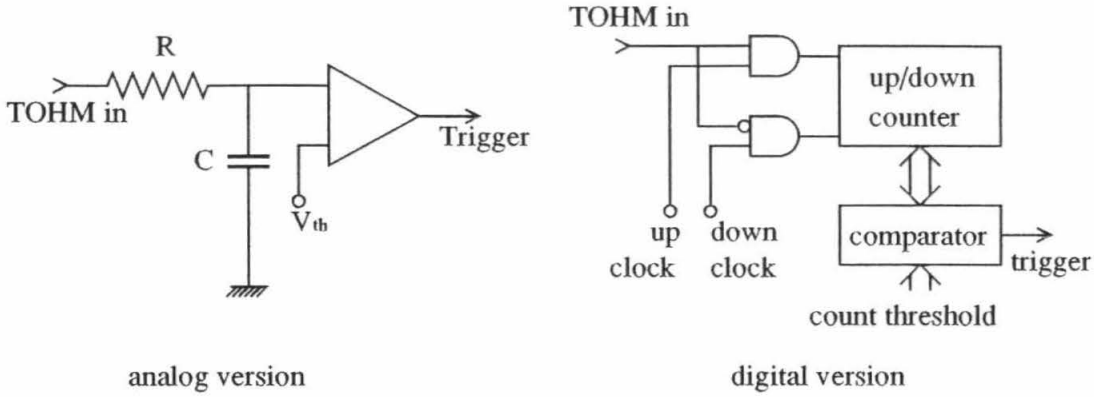 R
TOHM in
C
V th
Trigger
analog version
TOHM in
up/down
counter
up
clock
down
clock
comparator
trigger
count threshold
digital version